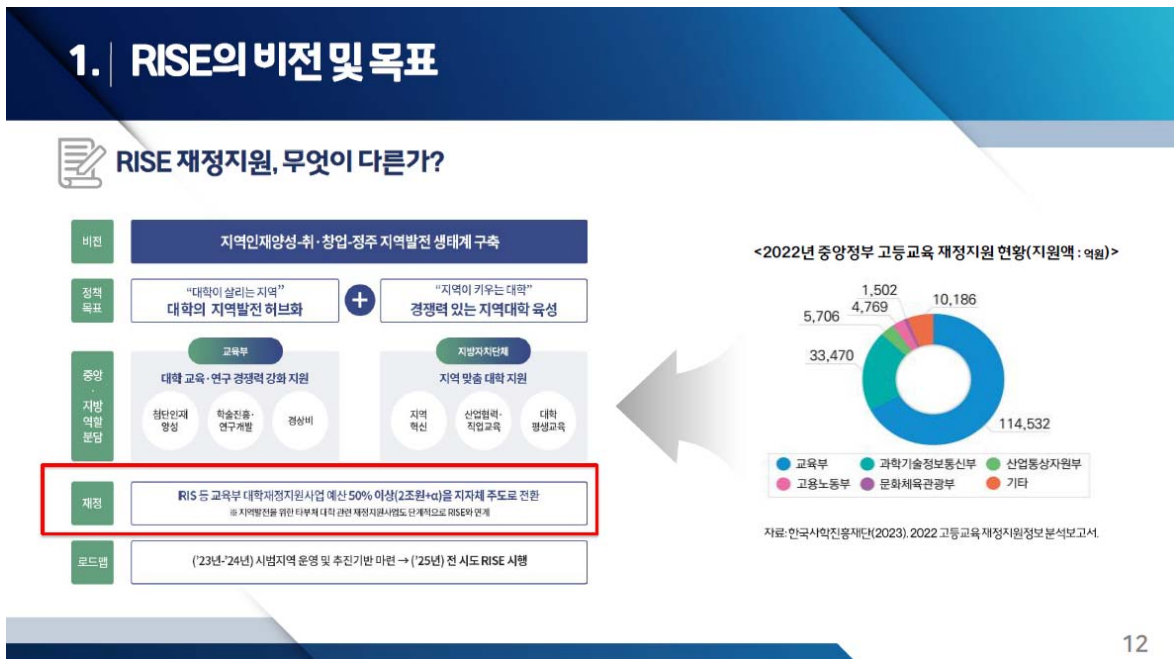 1. RISE의 비전 및 목표
RISE 재정지원, 무엇이 다른가?
비전
지역인재양성-취·창업-정주 지역발전 생태계 구축
정책
목표
“대학이 살리는 지역”
대학의 지역발전 허브화
“지역이 키우는 대학”
경쟁력 있는 지역대학 육성
중앙
·
지방
역할
분담
교육부
대학 교육·연구 경쟁력 강화 지원
첨단인재
양성
학술진흥·
연구개발
경상비
지방자치단체
지역 맞춤 대학 지원
지역
혁신
산업협력·
직업교육
대학
평생교육
재정
RIS 등 교육부 대학재정지원사업 예산 50% 이상(2조원+α)을 지자체 주도로 전환
※ 지역발전을 위한 타부처 대학 관련 재정지원사업도 단계적으로 RISE와 연계
로드맵
('23년-'24년) 시범지역 운영 및 추진기반 마련 → ('25년) 전 시도 RISE 시행
<2022년 중앙정부 고등교육 재정지원 현황(지원액 : 억원)>
1,502
4,769
10,186
5,706
33,470
114,532
교육부
과학기술정보통신부
산업통상자원부
고용노동부
문화체육관광부
기타
자료: 한국사학진흥재단(2023). 2022 고등교육 재정지원정보 분석보고서.
12